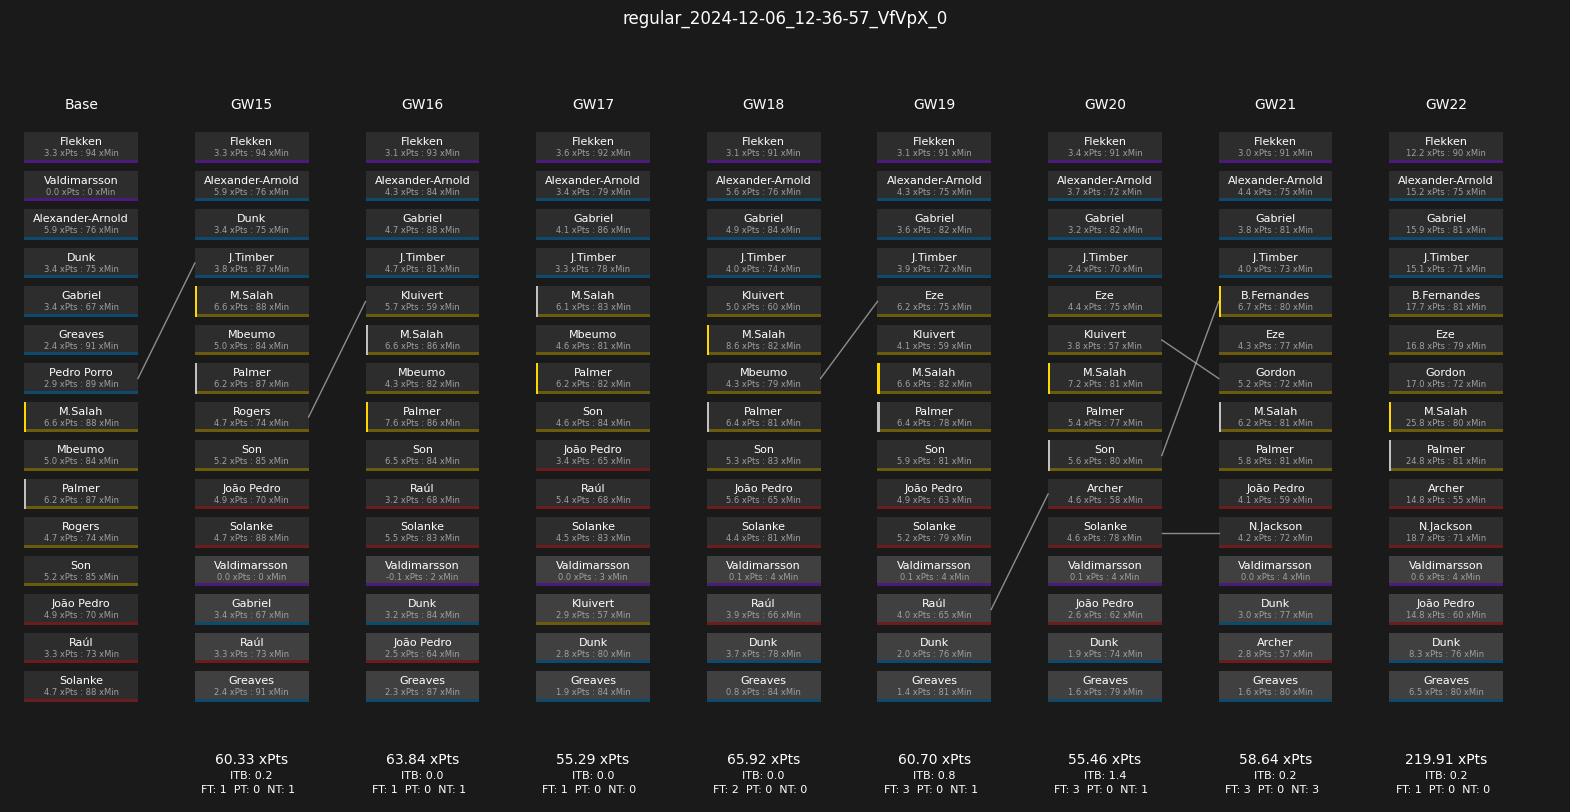 regular_2024-12-06_12-36-57_VfVpX_0
Base
Flekken
3.3 xPts : 94 xMin
Valdimarsson
0.0 xPts : 0 xMin
Alexander-Arnold
5.9 xPts : 76 xMin
Dunk
3.4 xPts : 75 xMin
Gabriel
3.4 xPts : 67 xMin
Greaves
2.4 xPts : 91 xMin
Pedro Porro
2.9 xPts : 89 xMin
M.Salah
6.6 xPts : 88 xMin
Mbeumo
5.0 xPts : 84 xMin
Palmer
6.2 xPts : 87 xMin
Rogers
4.7 xPts : 74 xMin
Son
5.2 xPts : 85 xMin
João Pedro
4.9 xPts : 70 xMin
Raúl
3.3 xPts : 73 xMin
Solanke
4.7 xPts : 88 xMin
GW15
Flekken
3.3 xPts : 94 xMin
Alexander-Arnold
5.9 xPts : 76 xMin
Dunk
3.4 xPts : 75 xMin
J.Timber
3.8 xPts : 87 xMin
M.Salah
6.6 xPts : 88 xMin
Mbeumo
5.0 xPts : 84 xMin
Palmer
6.2 xPts : 87 xMin
Rogers
4.7 xPts : 74 xMin
Son
5.2 xPts : 85 xMin
João Pedro
4.9 xPts : 70 xMin
Solanke
4.7 xPts : 88 xMin
Valdimarsson
0.0 xPts : 0 xMin
Gabriel
3.4 xPts : 67 xMin
Raúl
3.3 xPts : 73 xMin
Greaves
2.4 xPts : 91 xMin
60.33 xPts
ITB: 0.2
FT: 1 PT: 0 NT: 1
GW16
Flekken
3.1 xPts : 93 xMin
Alexander-Arnold
4.3 xPts : 84 xMin
Gabriel
4.7 xPts : 88 xMin
J.Timber
4.7 xPts : 81 xMin
Kluivert
5.7 xPts : 59 xMin
M.Salah
6.6 xPts : 86 xMin
Mbeumo
4.3 xPts : 82 xMin
Palmer
7.6 xPts : 86 xMin
Son
6.5 xPts : 84 xMin
Raúl
3.2 xPts : 68 xMin
Solanke
5.5 xPts : 83 xMin
Valdimarsson
-0.1 xPts : 2 xMin
Dunk
3.2 xPts : 84 xMin
João Pedro
2.5 xPts : 64 xMin
Greaves
2.3 xPts : 87 xMin
63.84 xPts
ITB: 0.0
FT: 1 PT: 0 NT: 1
GW17
Flekken
3.6 xPts : 92 xMin
Alexander-Arnold
3.4 xPts : 79 xMin
Gabriel
4.1 xPts : 86 xMin
J.Timber
3.3 xPts : 78 xMin
M.Salah
6.1 xPts : 83 xMin
Mbeumo
4.6 xPts : 81 xMin
Palmer
6.2 xPts : 82 xMin
Son
4.6 xPts : 84 xMin
João Pedro
3.4 xPts : 65 xMin
Raúl
5.4 xPts : 68 xMin
Solanke
4.5 xPts : 83 xMin
Valdimarsson
0.0 xPts : 3 xMin
Kluivert
2.9 xPts : 57 xMin
Dunk
2.8 xPts : 80 xMin
Greaves
1.9 xPts : 84 xMin
55.29 xPts
ITB: 0.0
FT: 1 PT: 0 NT: 0
GW18
Flekken
3.1 xPts : 91 xMin
Alexander-Arnold
5.6 xPts : 76 xMin
Gabriel
4.9 xPts : 84 xMin
J.Timber
4.0 xPts : 74 xMin
Kluivert
5.0 xPts : 60 xMin
M.Salah
8.6 xPts : 82 xMin
Mbeumo
4.3 xPts : 79 xMin
Palmer
6.4 xPts : 81 xMin
Son
5.3 xPts : 83 xMin
João Pedro
5.6 xPts : 65 xMin
Solanke
4.4 xPts : 81 xMin
Valdimarsson
0.1 xPts : 4 xMin
Raúl
3.9 xPts : 66 xMin
Dunk
3.7 xPts : 78 xMin
Greaves
0.8 xPts : 84 xMin
65.92 xPts
ITB: 0.0
FT: 2 PT: 0 NT: 0
GW19
Flekken
3.1 xPts : 91 xMin
Alexander-Arnold
4.3 xPts : 75 xMin
Gabriel
3.6 xPts : 82 xMin
J.Timber
3.9 xPts : 72 xMin
Eze
6.2 xPts : 75 xMin
Kluivert
4.1 xPts : 59 xMin
M.Salah
6.6 xPts : 82 xMin
Palmer
6.4 xPts : 78 xMin
Son
5.9 xPts : 81 xMin
João Pedro
4.9 xPts : 63 xMin
Solanke
5.2 xPts : 79 xMin
Valdimarsson
0.1 xPts : 4 xMin
Raúl
4.0 xPts : 65 xMin
Dunk
2.0 xPts : 76 xMin
Greaves
1.4 xPts : 81 xMin
60.70 xPts
ITB: 0.8
FT: 3 PT: 0 NT: 1
GW20
Flekken
3.4 xPts : 91 xMin
Alexander-Arnold
3.7 xPts : 72 xMin
Gabriel
3.2 xPts : 82 xMin
J.Timber
2.4 xPts : 70 xMin
Eze
4.4 xPts : 75 xMin
Kluivert
3.8 xPts : 57 xMin
M.Salah
7.2 xPts : 81 xMin
Palmer
5.4 xPts : 77 xMin
Son
5.6 xPts : 80 xMin
Archer
4.6 xPts : 58 xMin
Solanke
4.6 xPts : 78 xMin
Valdimarsson
0.1 xPts : 4 xMin
João Pedro
2.6 xPts : 62 xMin
Dunk
1.9 xPts : 74 xMin
Greaves
1.6 xPts : 79 xMin
55.46 xPts
ITB: 1.4
FT: 3 PT: 0 NT: 1
GW21
Flekken
3.0 xPts : 91 xMin
Alexander-Arnold
4.4 xPts : 75 xMin
Gabriel
3.8 xPts : 81 xMin
J.Timber
4.0 xPts : 73 xMin
B.Fernandes
6.7 xPts : 80 xMin
Eze
4.3 xPts : 77 xMin
Gordon
5.2 xPts : 72 xMin
M.Salah
6.2 xPts : 81 xMin
Palmer
5.8 xPts : 81 xMin
João Pedro
4.1 xPts : 59 xMin
N.Jackson
4.2 xPts : 72 xMin
Valdimarsson
0.0 xPts : 4 xMin
Dunk
3.0 xPts : 77 xMin
Archer
2.8 xPts : 57 xMin
Greaves
1.6 xPts : 80 xMin
58.64 xPts
ITB: 0.2
FT: 3 PT: 0 NT: 3
GW22
Flekken
12.2 xPts : 90 xMin
Alexander-Arnold
15.2 xPts : 75 xMin
Gabriel
15.9 xPts : 81 xMin
J.Timber
15.1 xPts : 71 xMin
B.Fernandes
17.7 xPts : 81 xMin
Eze
16.8 xPts : 79 xMin
Gordon
17.0 xPts : 72 xMin
M.Salah
25.8 xPts : 80 xMin
Palmer
24.8 xPts : 81 xMin
Archer
14.8 xPts : 55 xMin
N.Jackson
18.7 xPts : 71 xMin
Valdimarsson
0.6 xPts : 4 xMin
João Pedro
14.8 xPts : 60 xMin
Dunk
8.3 xPts : 76 xMin
Greaves
6.5 xPts : 80 xMin
219.91 xPts
ITB: 0.2
FT: 1 PT: 0 NT: 0